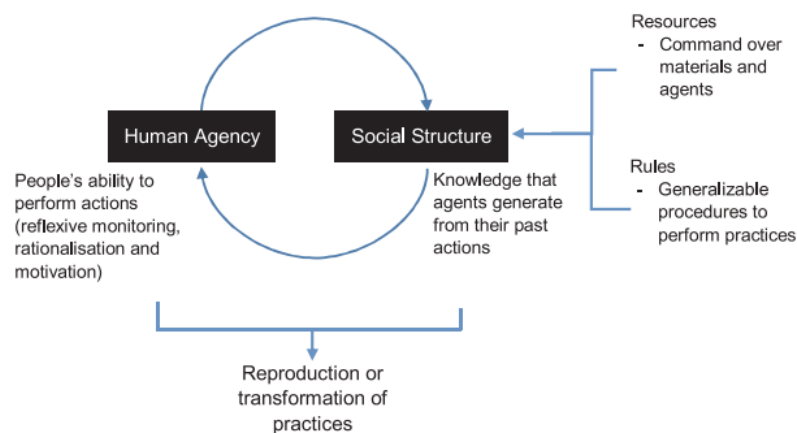 Human Agency
People's ability to
perform actions
(reflexive monitoring,
rationalisation and
motivation)
Social Structure
Knowledge that
agents generate
from their past
actions
Resources
- Command over
materials and
agents
Rules
- Generalizable
procedures to
perform practices
Reproduction or
transformation of
practices